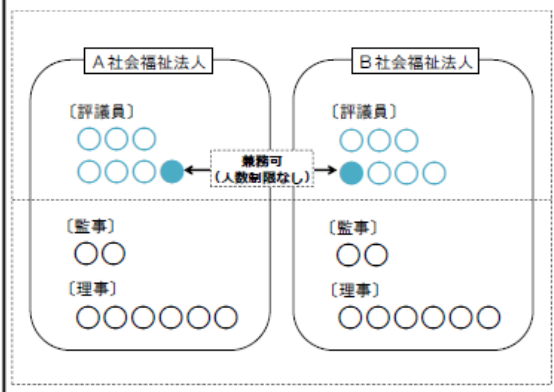 A社会福祉法人
B社会福祉法人
〔評議員〕
〔評議員〕
兼務可
(人数制限なし)
〔監事〕
〔監事〕
〔理事〕
〔理事〕